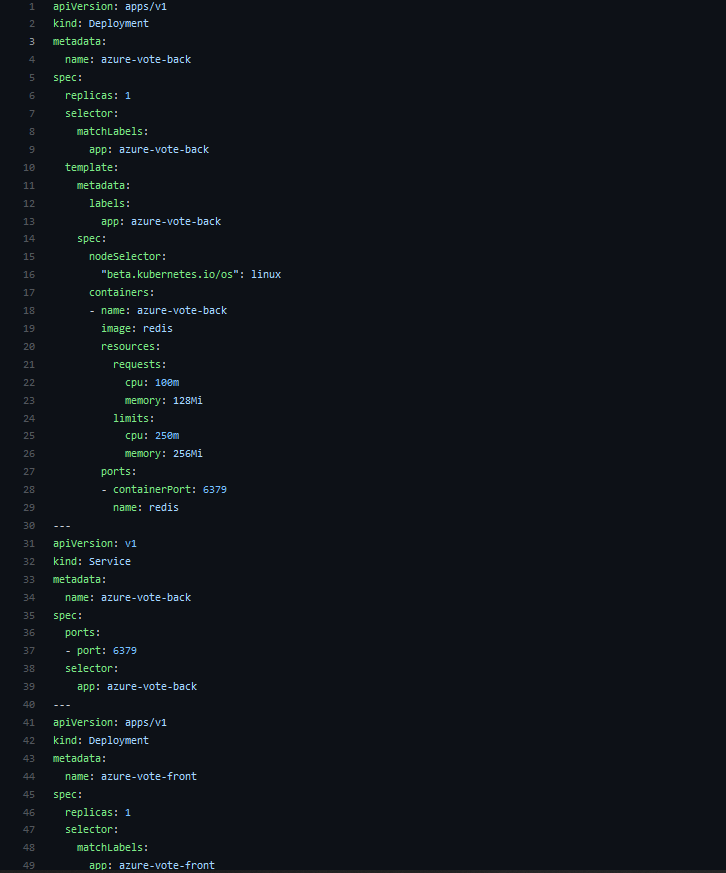 1 apiVersion: apps/v1
2 kind: Deployment
3 metadata:
4   name: azure-vote-back
5 spec:
6   replicas: 1
7   selector:
8     matchLabels:
9       app: azure-vote-back
10   template:
11     metadata:
12       labels:
13         app: azure-vote-back
14     spec:
15       nodeSelector:
16         "beta.kubernetes.io/os": linux
17       containers:
18       - name: azure-vote-back
19         image: redis
20         resources:
21           requests:
22             cpu: 100m
23             memory: 128Mi
24           limits:
25             cpu: 250m
26             memory: 256Mi
27         ports:
28         - containerPort: 6379
29           name: redis
30 ---
31 apiVersion: v1
32 kind: Service
33 metadata:
34   name: azure-vote-back
35 spec:
36   ports:
37   - port: 6379
38   selector:
39     app: azure-vote-back
40 ---
41 apiVersion: apps/v1
42 kind: Deployment
43 metadata:
44   name: azure-vote-front
45 spec:
46   replicas: 1
47   selector:
48     matchLabels:
49       app: azure-vote-front